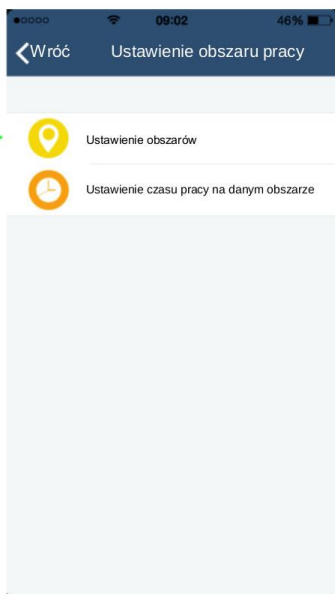 09:02 46%
Wróć Ustawienie obszaru pracy
Ustawienie obszarów
Ustawienie czasu pracy na danym obszarze